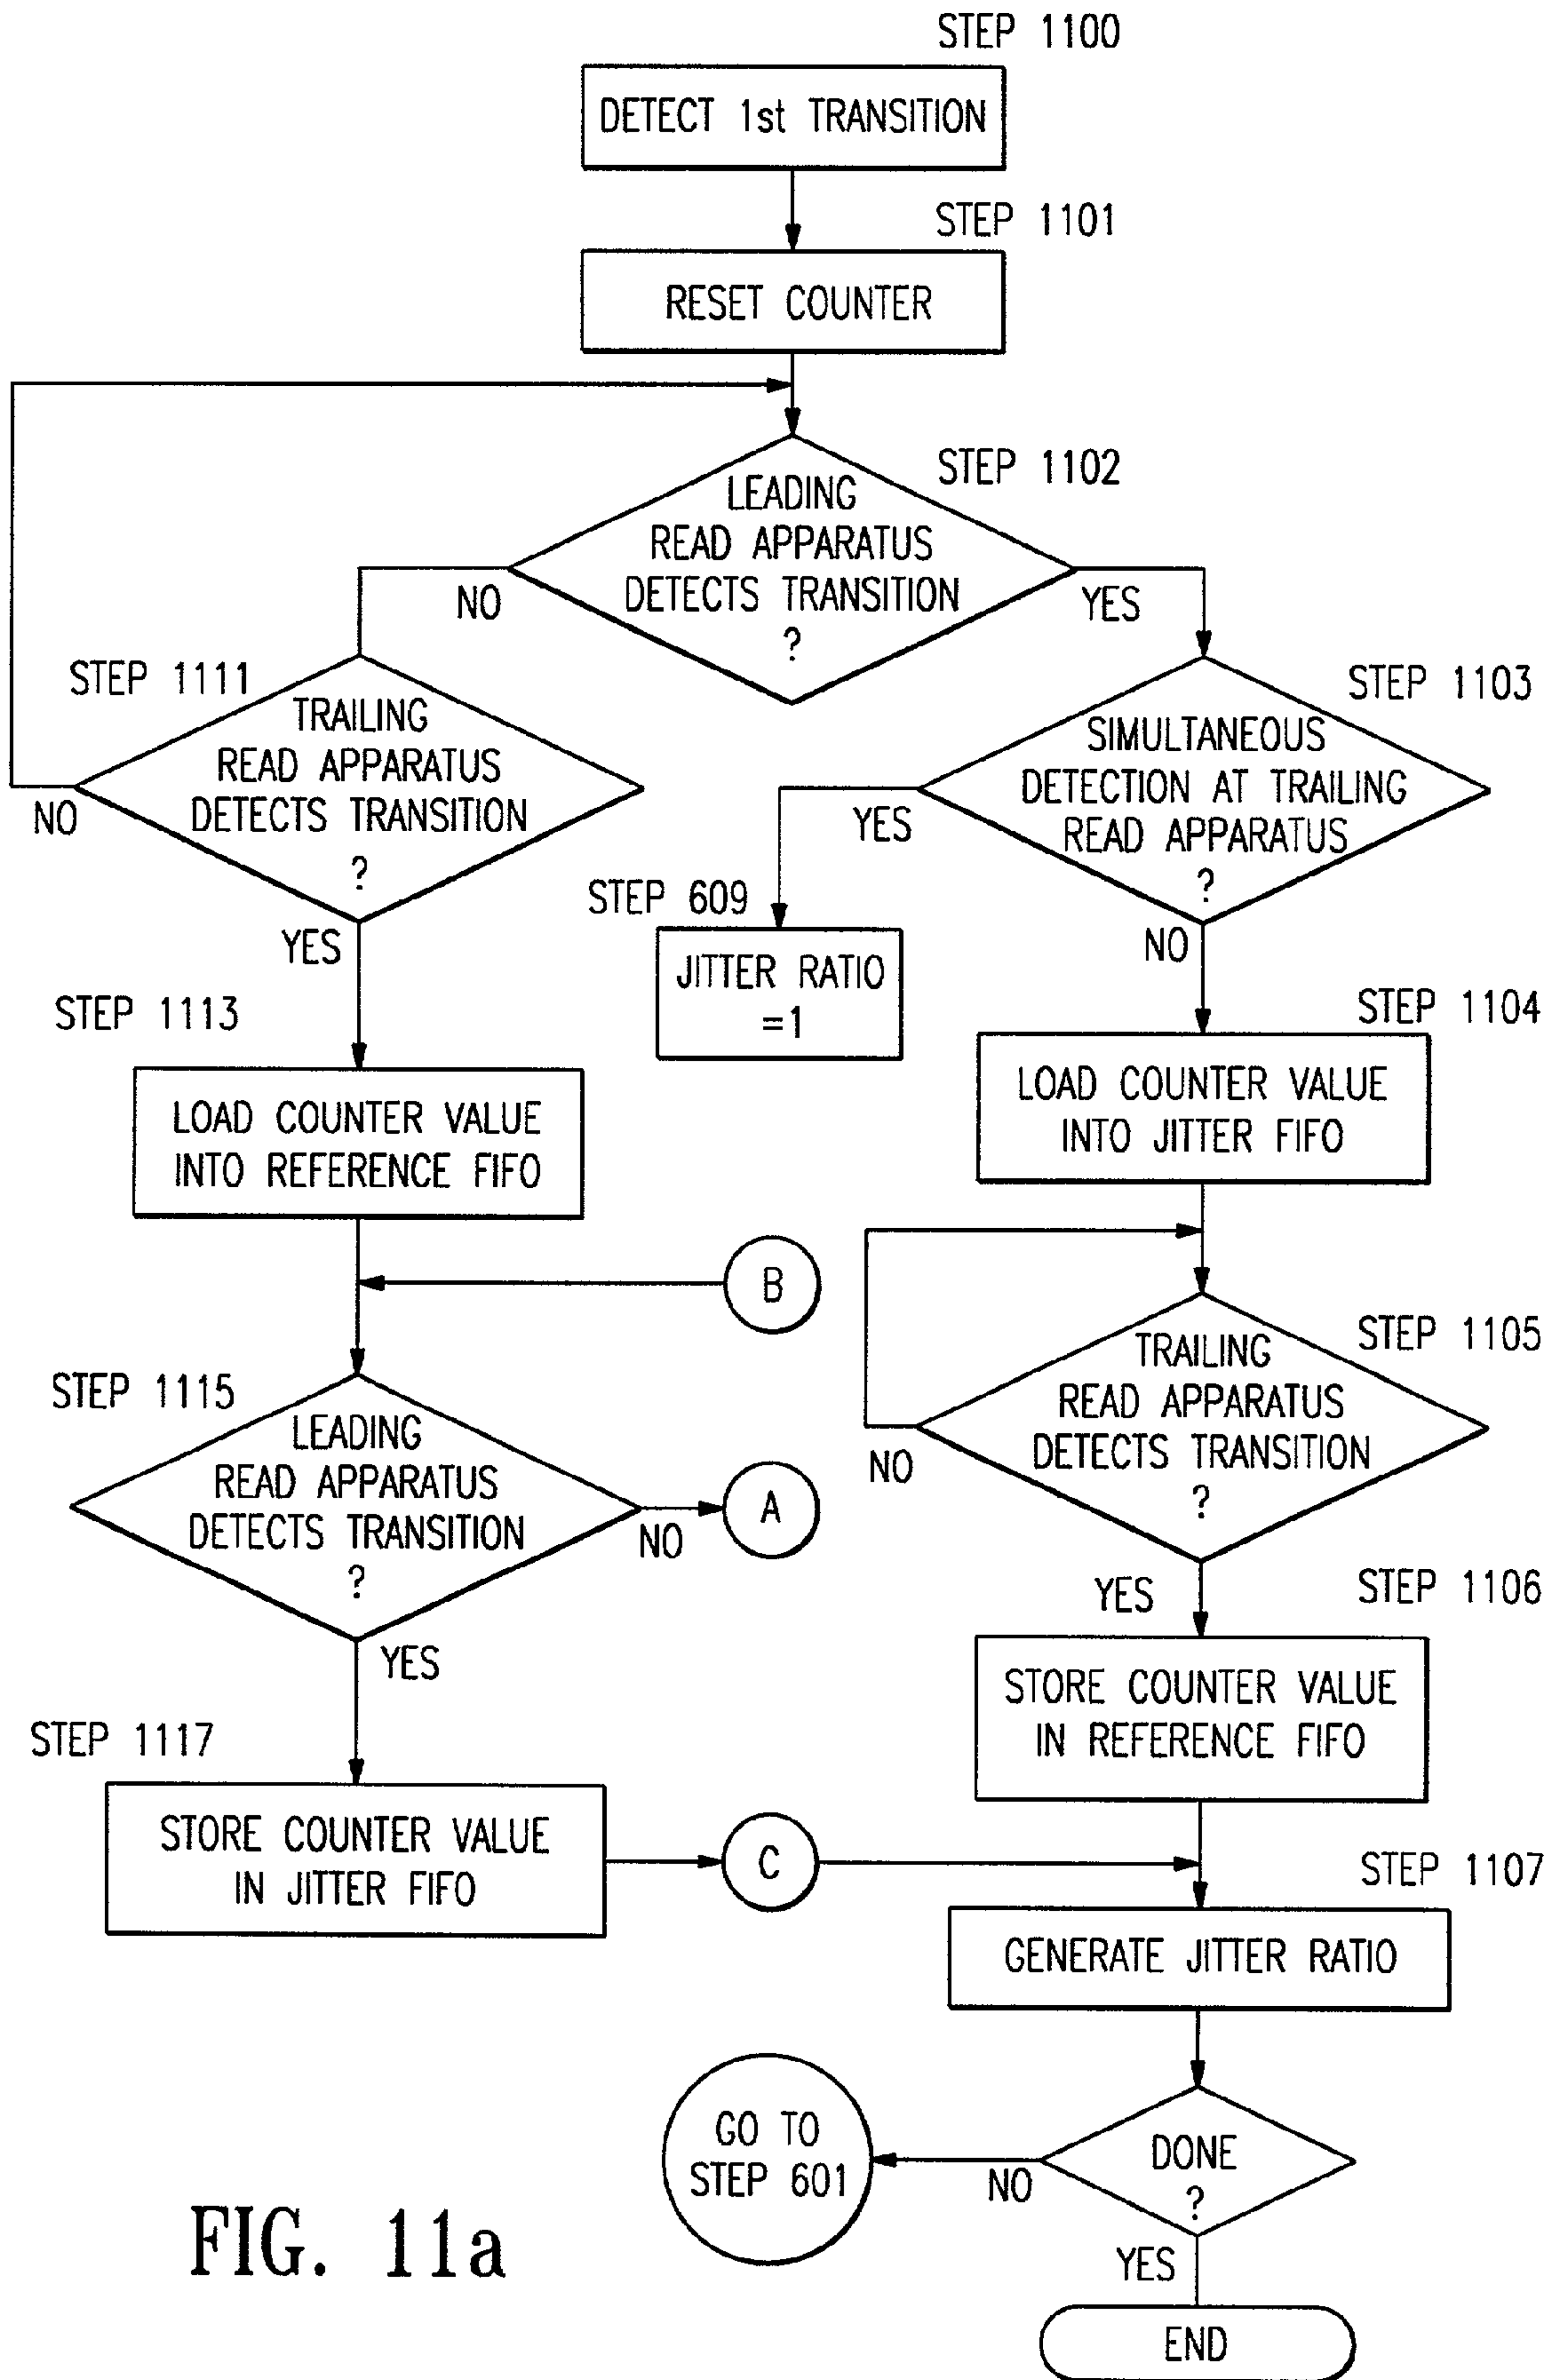 STEP 1100
DETECT 1st TRANSITION
STEP 1101
RESET COUNTER
STEP 1102
LEADING
READ APPARATUS
DETECTS TRANSITION
?
NO
YES
STEP 1111
TRAILING
READ APPARATUS
DETECTS TRANSITION
?
NO
YES
STEP 1103
SIMULTANEOUS
DETECTION AT TRAILING
READ APPARATUS
?
YES
NO
STEP 609
JITTER RATIO
=1
STEP 1113
LOAD COUNTER VALUE
INTO REFERENCE FIFO
STEP 1104
LOAD COUNTER VALUE
INTO JITTER FIFO
B
STEP 1115
LEADING
READ APPARATUS
DETECTS TRANSITION
?
NO
A
YES
STEP 1105
TRAILING
READ APPARATUS
DETECTS TRANSITION
?
NO
YES
STEP 1106
STORE COUNTER VALUE
IN REFERENCE FIFO
STEP 1117
STORE COUNTER VALUE
IN JITTER FIFO
C
STEP 1107
GENERATE JITTER RATIO
DONE
?
NO
GO TO
STEP 601
YES
END
FIG. 11a